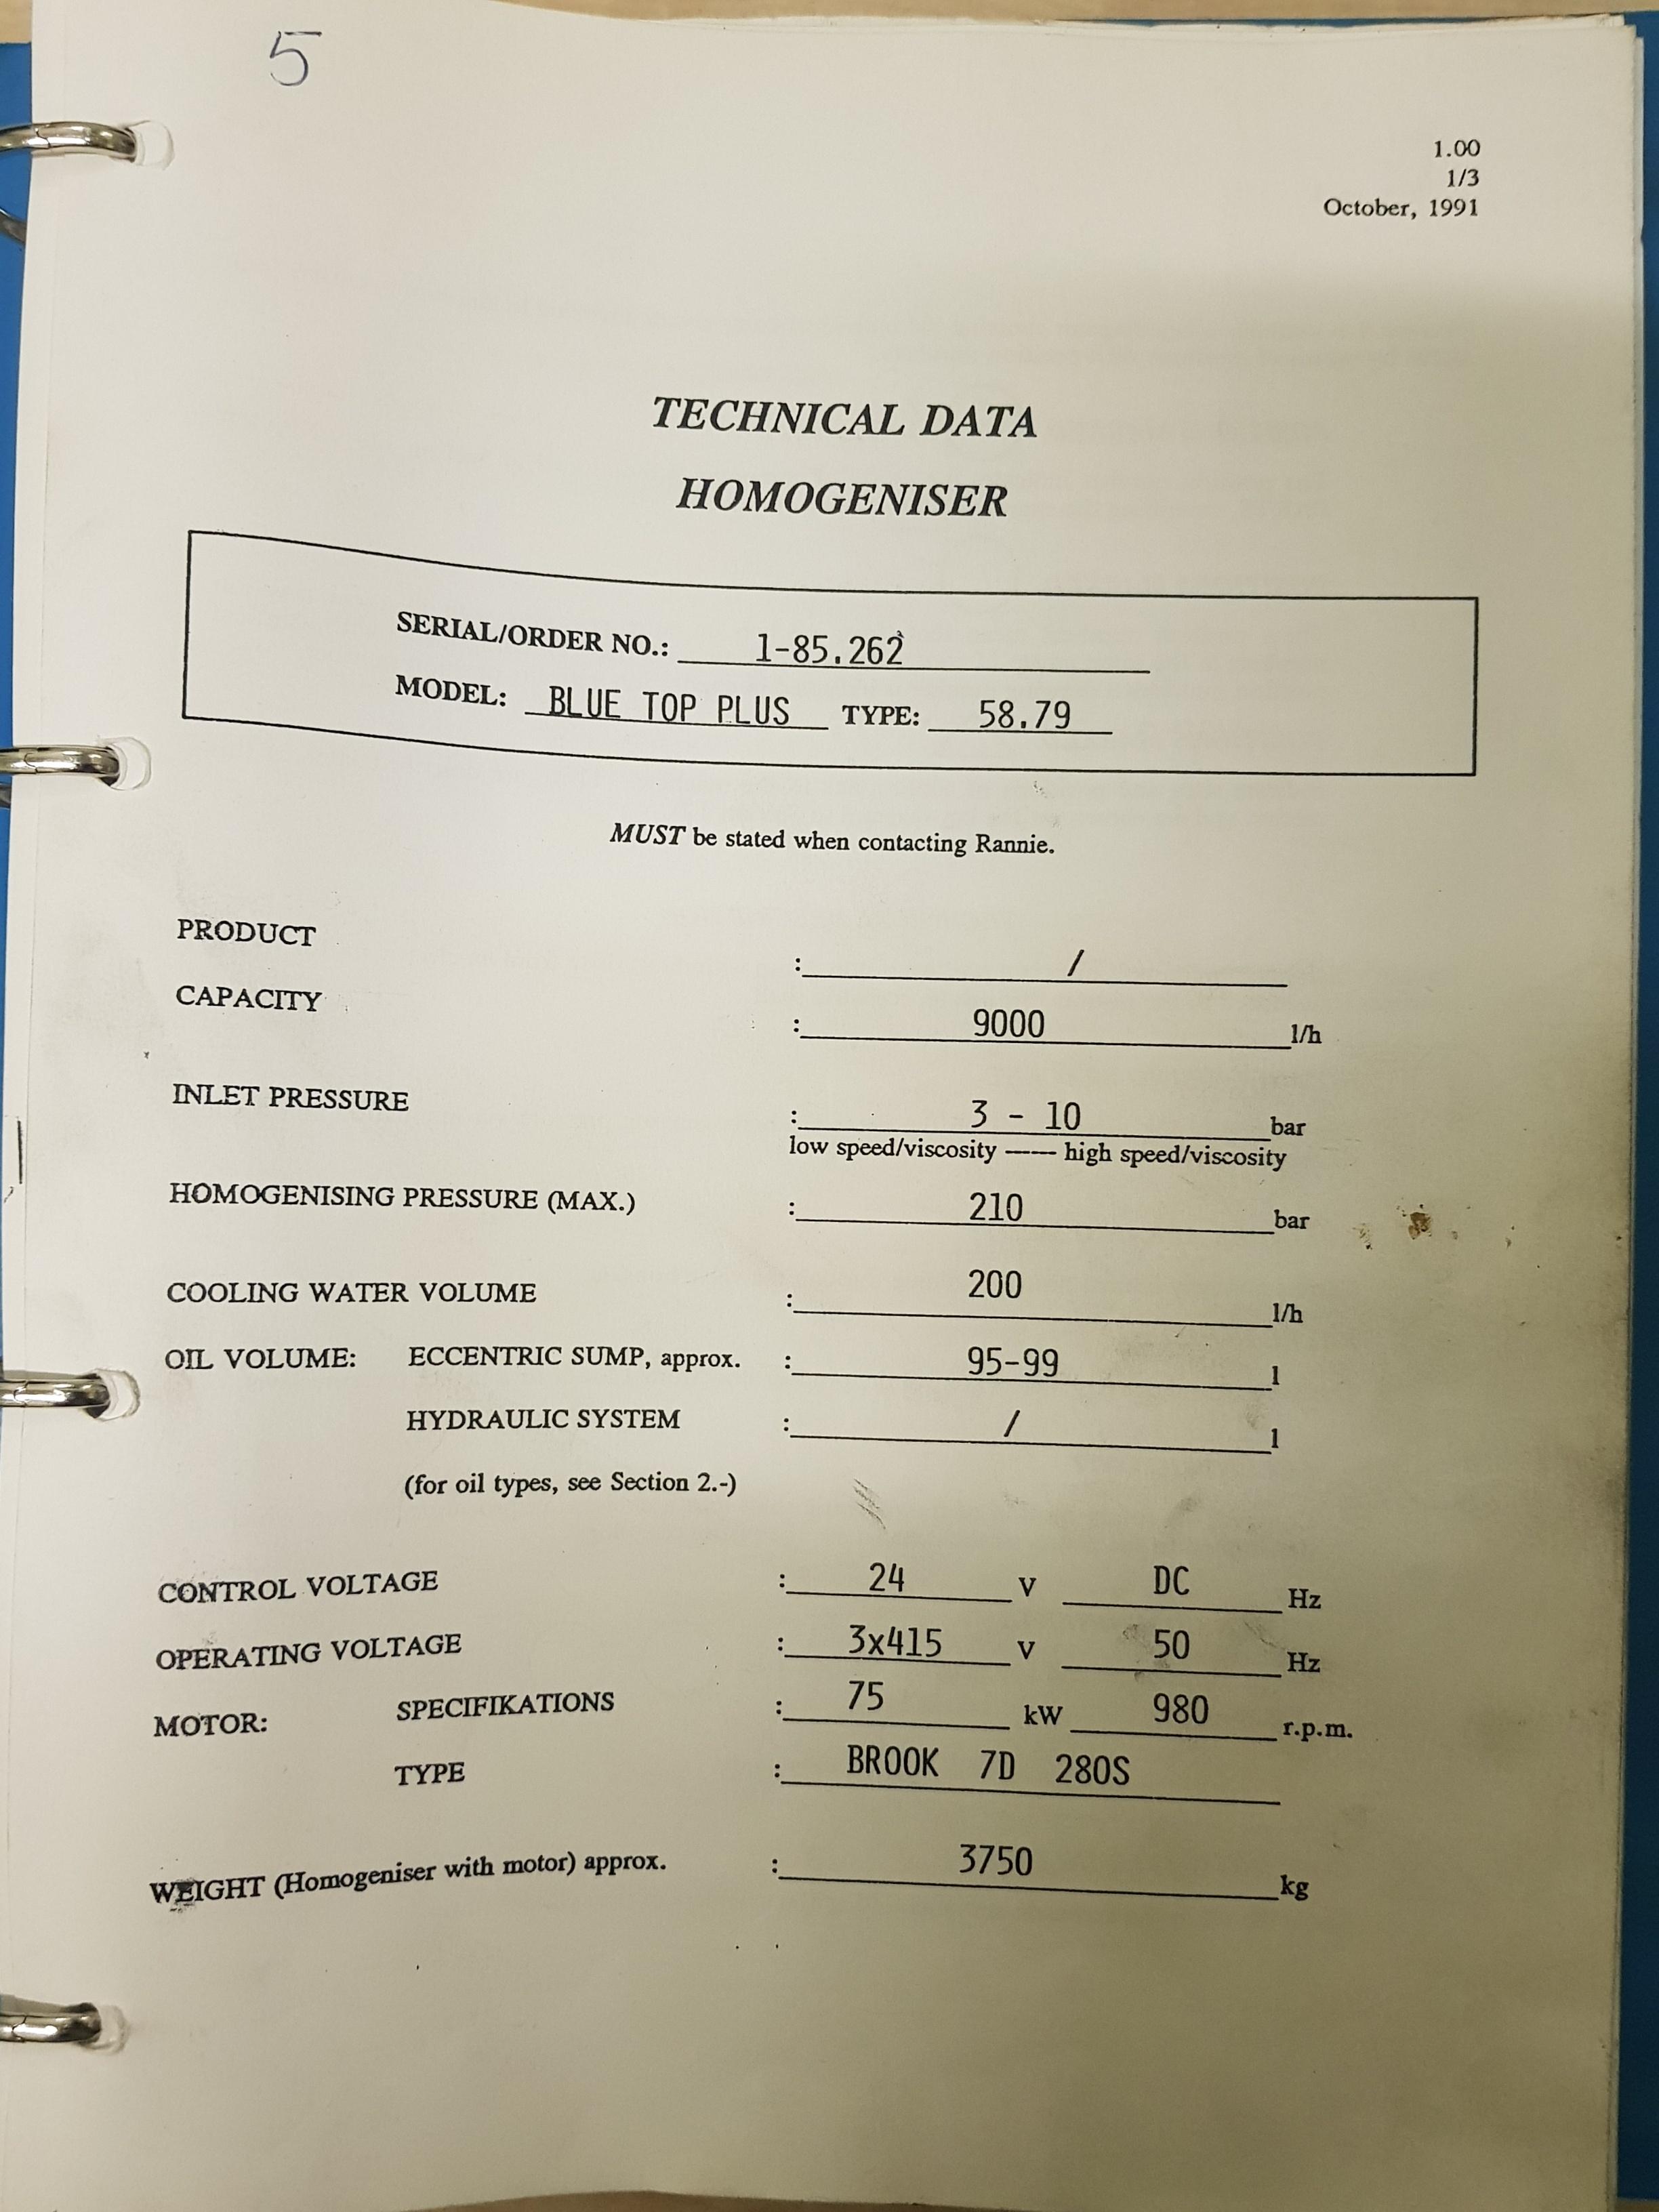 5
1.00
1/3
October, 1991
TECHNICAL DATA
HOMOGENISER
SERIAL/ORDER NO.: 1-85.262
MODEL: BLUE TOP PLUS TYPE: 58.79
MUST be stated when contacting Rannie.
PRODUCT : /
CAPACITY : 9000 l/h
INLET PRESSURE : 3 - 10 bar
low speed/viscosity —— high speed/viscosity
HOMOGENISING PRESSURE (MAX.) : 210 bar
COOLING WATER VOLUME : 200 l/h
OIL VOLUME: ECCENTRIC SUMP, approx. : 95-99 l
HYDRAULIC SYSTEM : / l
(for oil types, see Section 2.-)
CONTROL VOLTAGE : 24 V DC Hz
OPERATING VOLTAGE : 3x415 V 50 Hz
MOTOR: SPECIFIKATIONS : 75 kW 980 r.p.m.
TYPE : BROOK 7D 280S
WEIGHT (Homogeniser with motor) approx. : 3750 kg